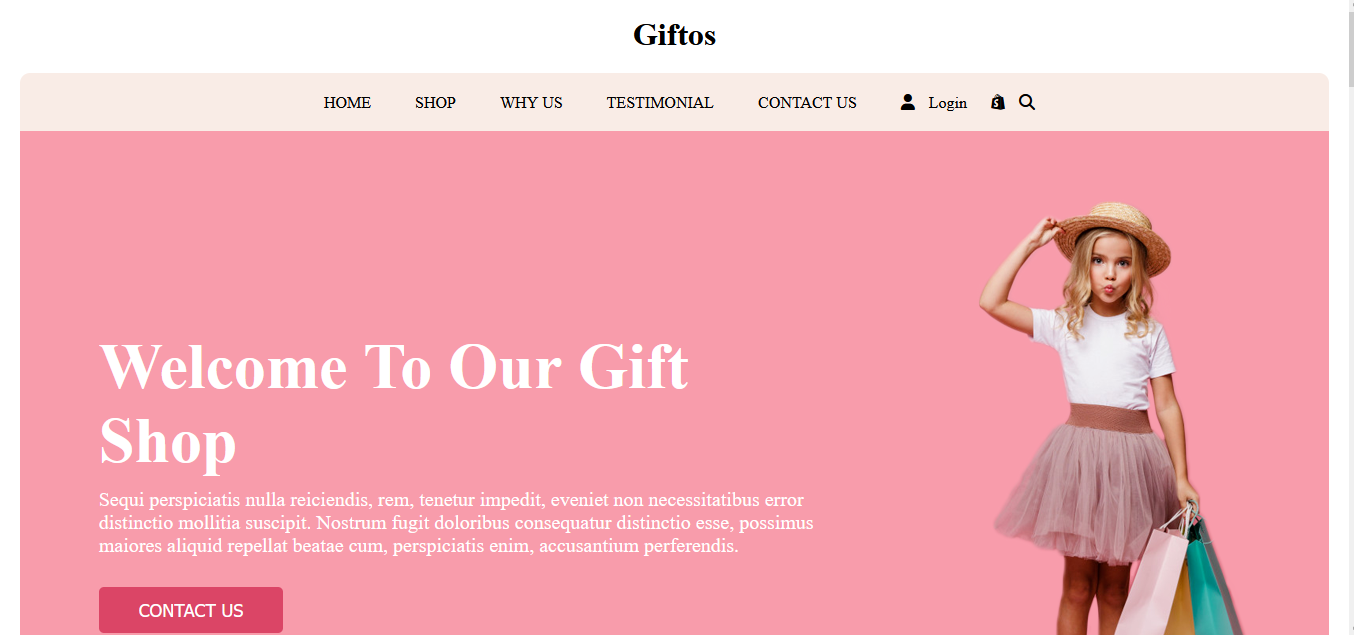 Giftos
HOME SHOP WHY US TESTIMONIAL CONTACT US Login
Welcome To Our Gift
Shop
Sequi perspiciatis nulla reiciendis, rem, tenetur impedit, eveniet non necessitatibus error
distinctio mollitia suscipit. Nostrum fugit doloribus consequatur distinctio esse, possimus
maiores aliquid repellat beatae cum, perspiciatis enim, accusantium perferendis.
CONTACT US